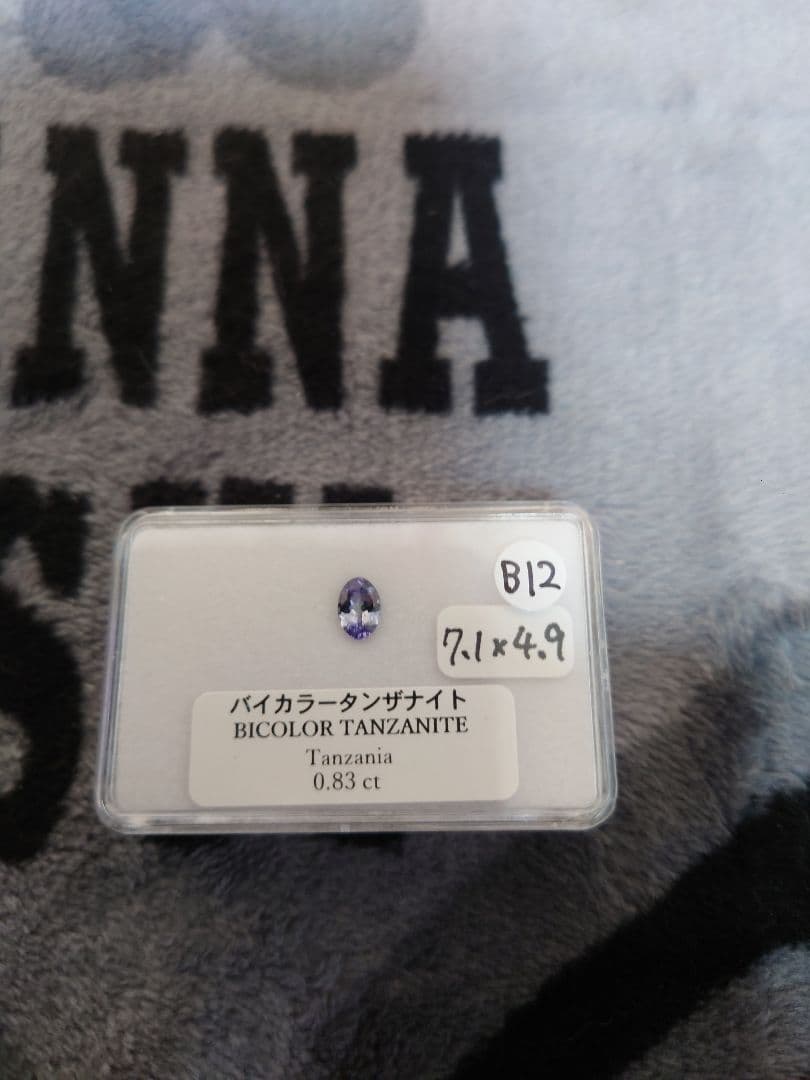 NNA
B12
7.1×4.9
バイカラータンザナイト
BICOLOR TANZANITE
Tanzania
0.83 ct